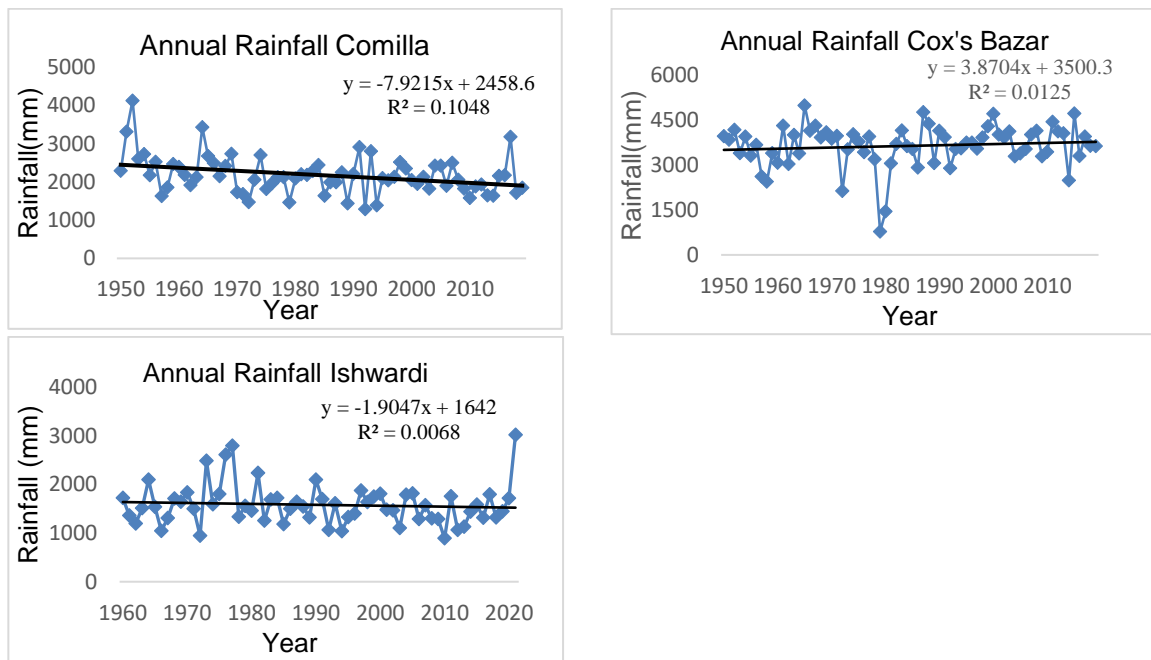 Annual Rainfall Comilla
y = -7.9215x + 2458.6
R² = 0.1048
Rainfall(mm)
5000
4000
3000
2000
1000
0
1950 1960 1970 1980 1990 2000 2010
Year
Annual Rainfall Cox's Bazar
y = 3.8704x + 3500.3
R² = 0.0125
Rainfall(mm)
6000
4500
3000
1500
0
1950 1960 1970 1980 1990 2000 2010
Year
Annual Rainfall Ishwardi
y = -1.9047x + 1642
R² = 0.0068
Rainfall (mm)
4000
3000
2000
1000
0
1960 1970 1980 1990 2000 2010 2020
Year